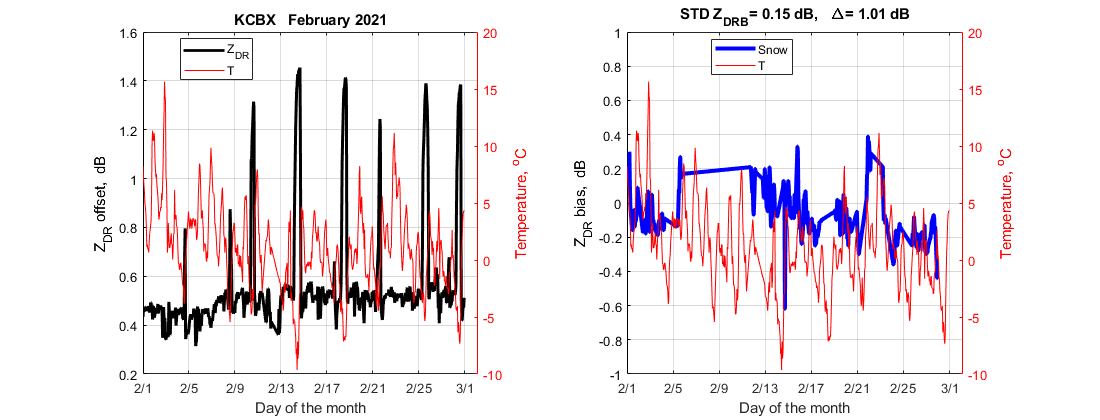 KCBX February 2021
1.6
1.4
1.2
1
0.8
0.6
0.4
0.2
Z_DR offset, dB
Z_DR
T
20
15
10
5
0
-5
-10
Temperature, °C
2/1 2/5 2/9 2/13 2/17 2/21 2/25 3/1
Day of the month
STD Z_DRB = 0.15 dB, Δ = 1.01 dB
1
0.8
0.6
0.4
0.2
0
-0.2
-0.4
-0.6
-0.8
-1
Z_DR bias, dB
Snow
T
20
15
10
5
0
-5
-10
Temperature, °C
2/1 2/5 2/9 2/13 2/17 2/21 2/25 3/1
Day of the month